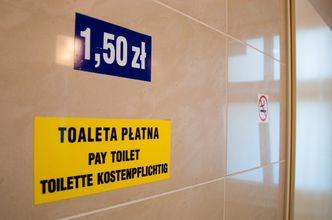 1,50 zł
TOALETA PŁATNA
PAY TOILET
TOILETTE KOSTENPFLICHTIG